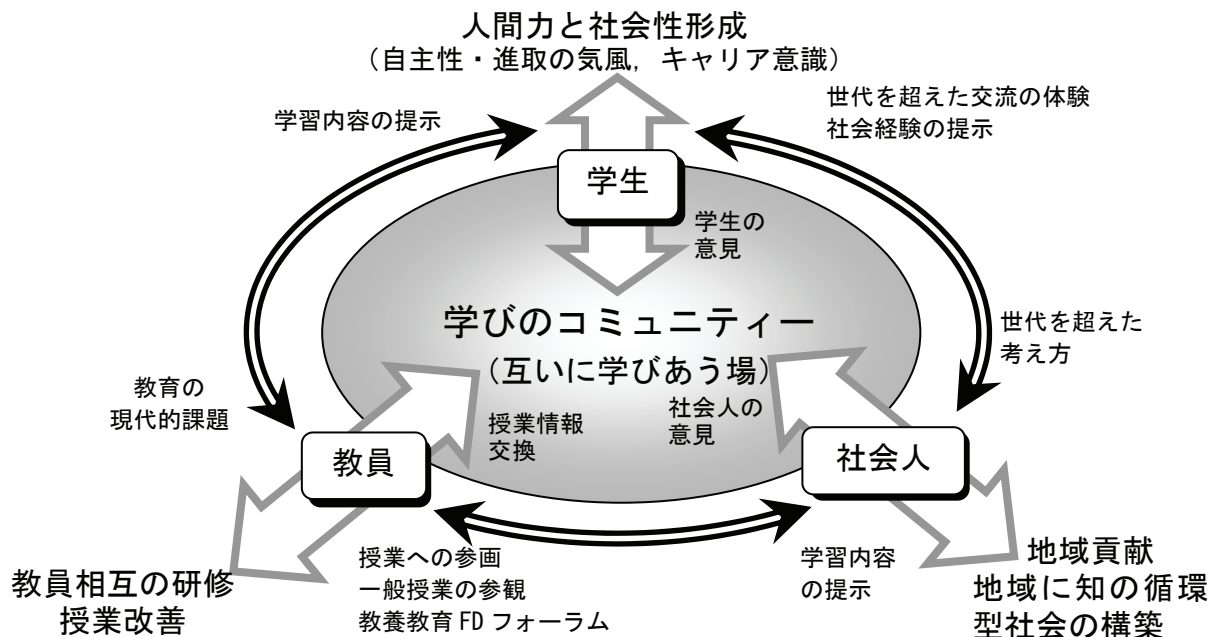 人間力と社会性形成
（自主性・進取の気風，キャリア意識）
学習内容の提示
世代を超えた交流の体験
社会経験の提示
学生
学生の
意見
学びのコミュニティー
（互いに学びあう場）
世代を超えた
考え方
教育の
現代的課題
授業情報
交換
社会人の
意見
教員
社会人
授業への参画
一般授業の参観
教養教育 FD フォーラム
学習内容
の提示
教員相互の研修
授業改善
地域貢献
地域に知の循環
型社会の構築